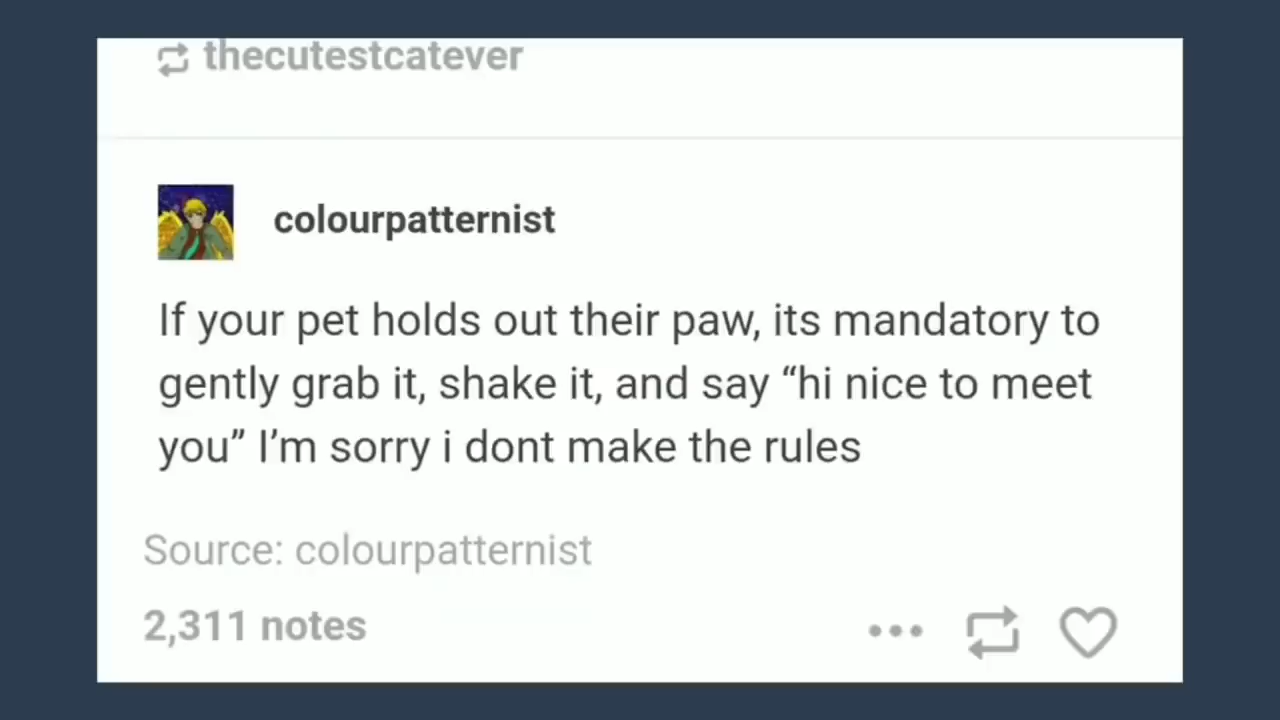 thecutestcatever
colourpatternist
If your pet holds out their paw, its mandatory to
gently grab it, shake it, and say “hi nice to meet
you” I’m sorry i dont make the rules
Source: colourpatternist
2,311 notes